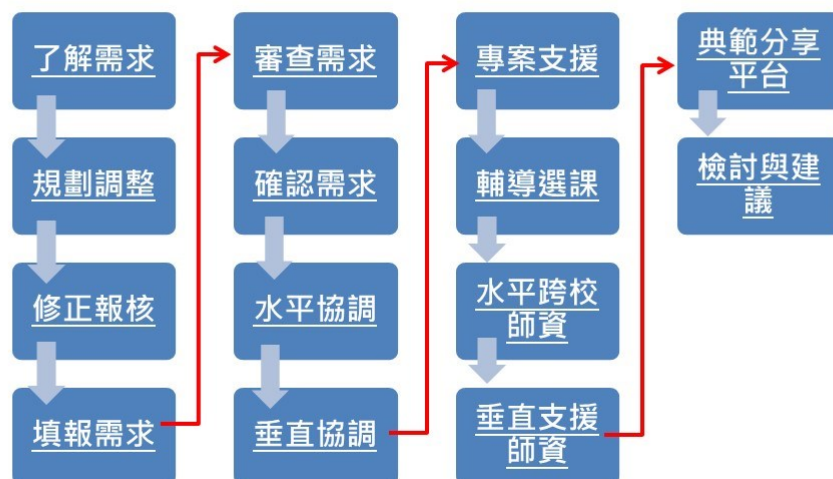 了解需求
規劃調整
修正報核
填報需求
審查需求
確認需求
水平協調
垂直協調
專案支援
輔導選課
水平跨校
師資
垂直支援
師資
典範分享
平台
檢討與建
議